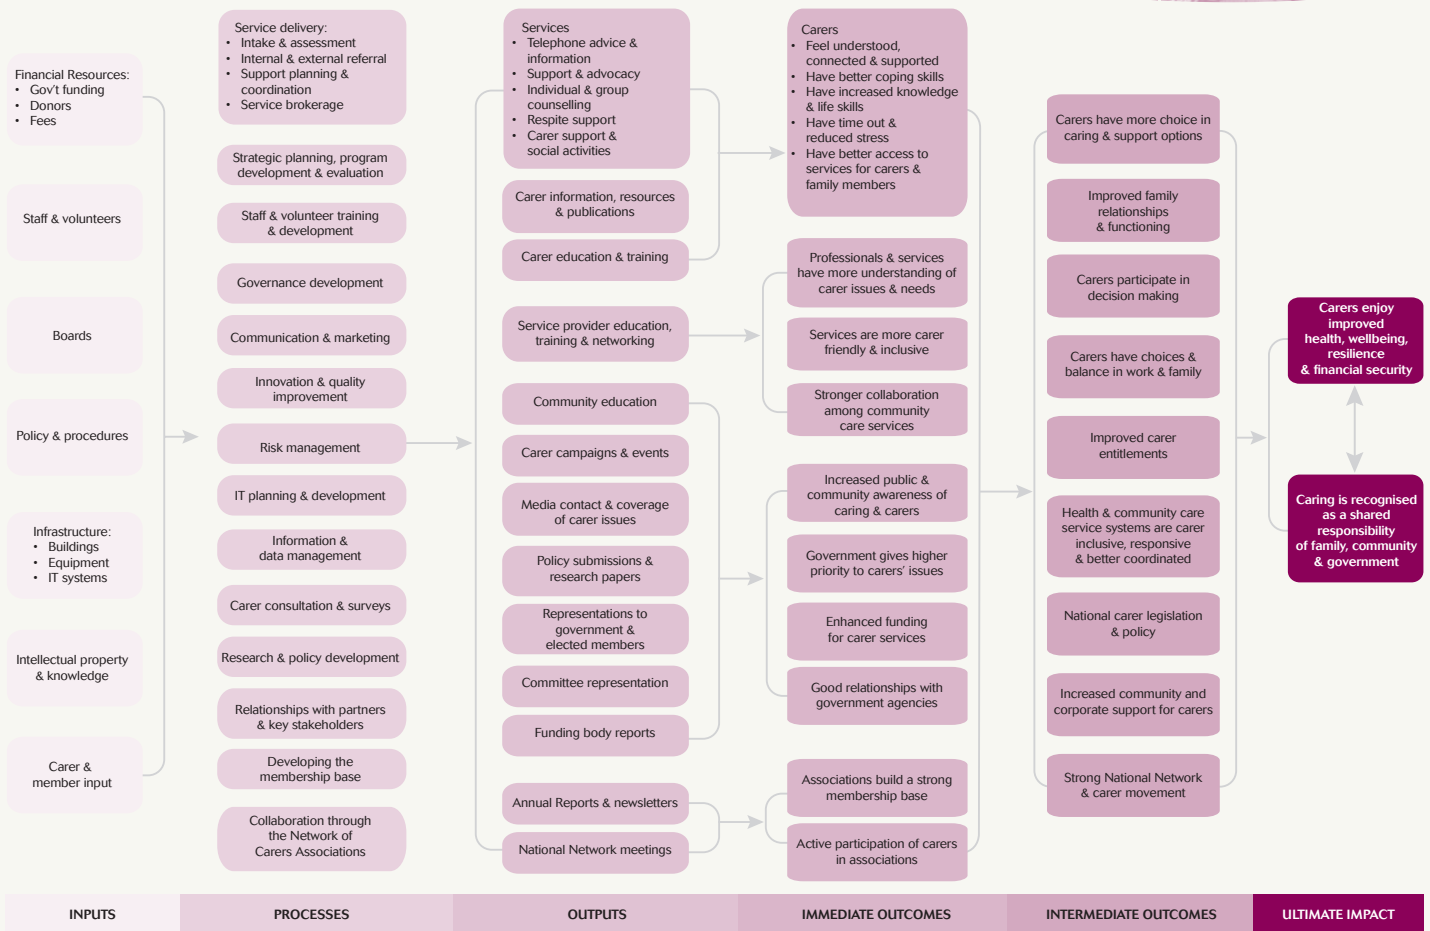 Financial Resources:
• Gov't funding
• Donors
• Fees
Staff & volunteers
Boards
Policy & procedures
Infrastructure:
• Buildings
• Equipment
• IT systems
Intellectual property
& knowledge
Carer &
member input
Service delivery:
• Intake & assessment
• Internal & external referral
• Support planning &
coordination
• Service brokerage
Strategic planning, program
development & evaluation
Staff & volunteer training
& development
Governance development
Communication & marketing
Innovation & quality
improvement
Risk management
IT planning & development
Information &
data management
Carer consultation & surveys
Research & policy development
Relationships with partners
& key stakeholders
Developing the
membership base
Collaboration through
the Network of
Carers Associations
Services
• Telephone advice &
information
• Support & advocacy
• Individual & group
counselling
• Respite support
• Carer support &
social activities
Carer information, resources
& publications
Carer education & training
Service provider education,
training & networking
Community education
Carer campaigns & events
Media contact & coverage
of carer issues
Policy submissions &
research papers
Representations to
government &
elected members
Committee representation
Funding body reports
Annual Reports & newsletters
National Network meetings
Carers
• Feel understood,
connected & supported
• Have better coping skills
• Have increased knowledge
& life skills
• Have time out &
reduced stress
• Have better access to
services for carers &
family members
Professionals & services
have more understanding of
carer issues & needs
Services are more carer
friendly & inclusive
Stronger collaboration
among community
care services
Increased public &
community awareness of
caring & carers
Government gives higher
priority to carers' issues
Enhanced funding
for carer services
Good relationships with
government agencies
Associations build a strong
membership base
Active participation of carers
in associations
Carers have more choice in
caring & support options
Improved family
relationships
& functioning
Carers participate in
decision making
Carers have choices &
balance in work & family
Improved carer
entitlements
Health & community care
service systems are carer
inclusive, responsive
& better coordinated
National carer legislation
& policy
Increased community and
corporate support for carers
Strong National Network
& carer movement
Carers enjoy
improved
health, wellbeing,
resilience
& financial security
Caring is recognised
as a shared
responsibility
of family, community
& government
INPUTS
PROCESSES
OUTPUTS
IMMEDIATE OUTCOMES
INTERMEDIATE OUTCOMES
ULTIMATE IMPACT